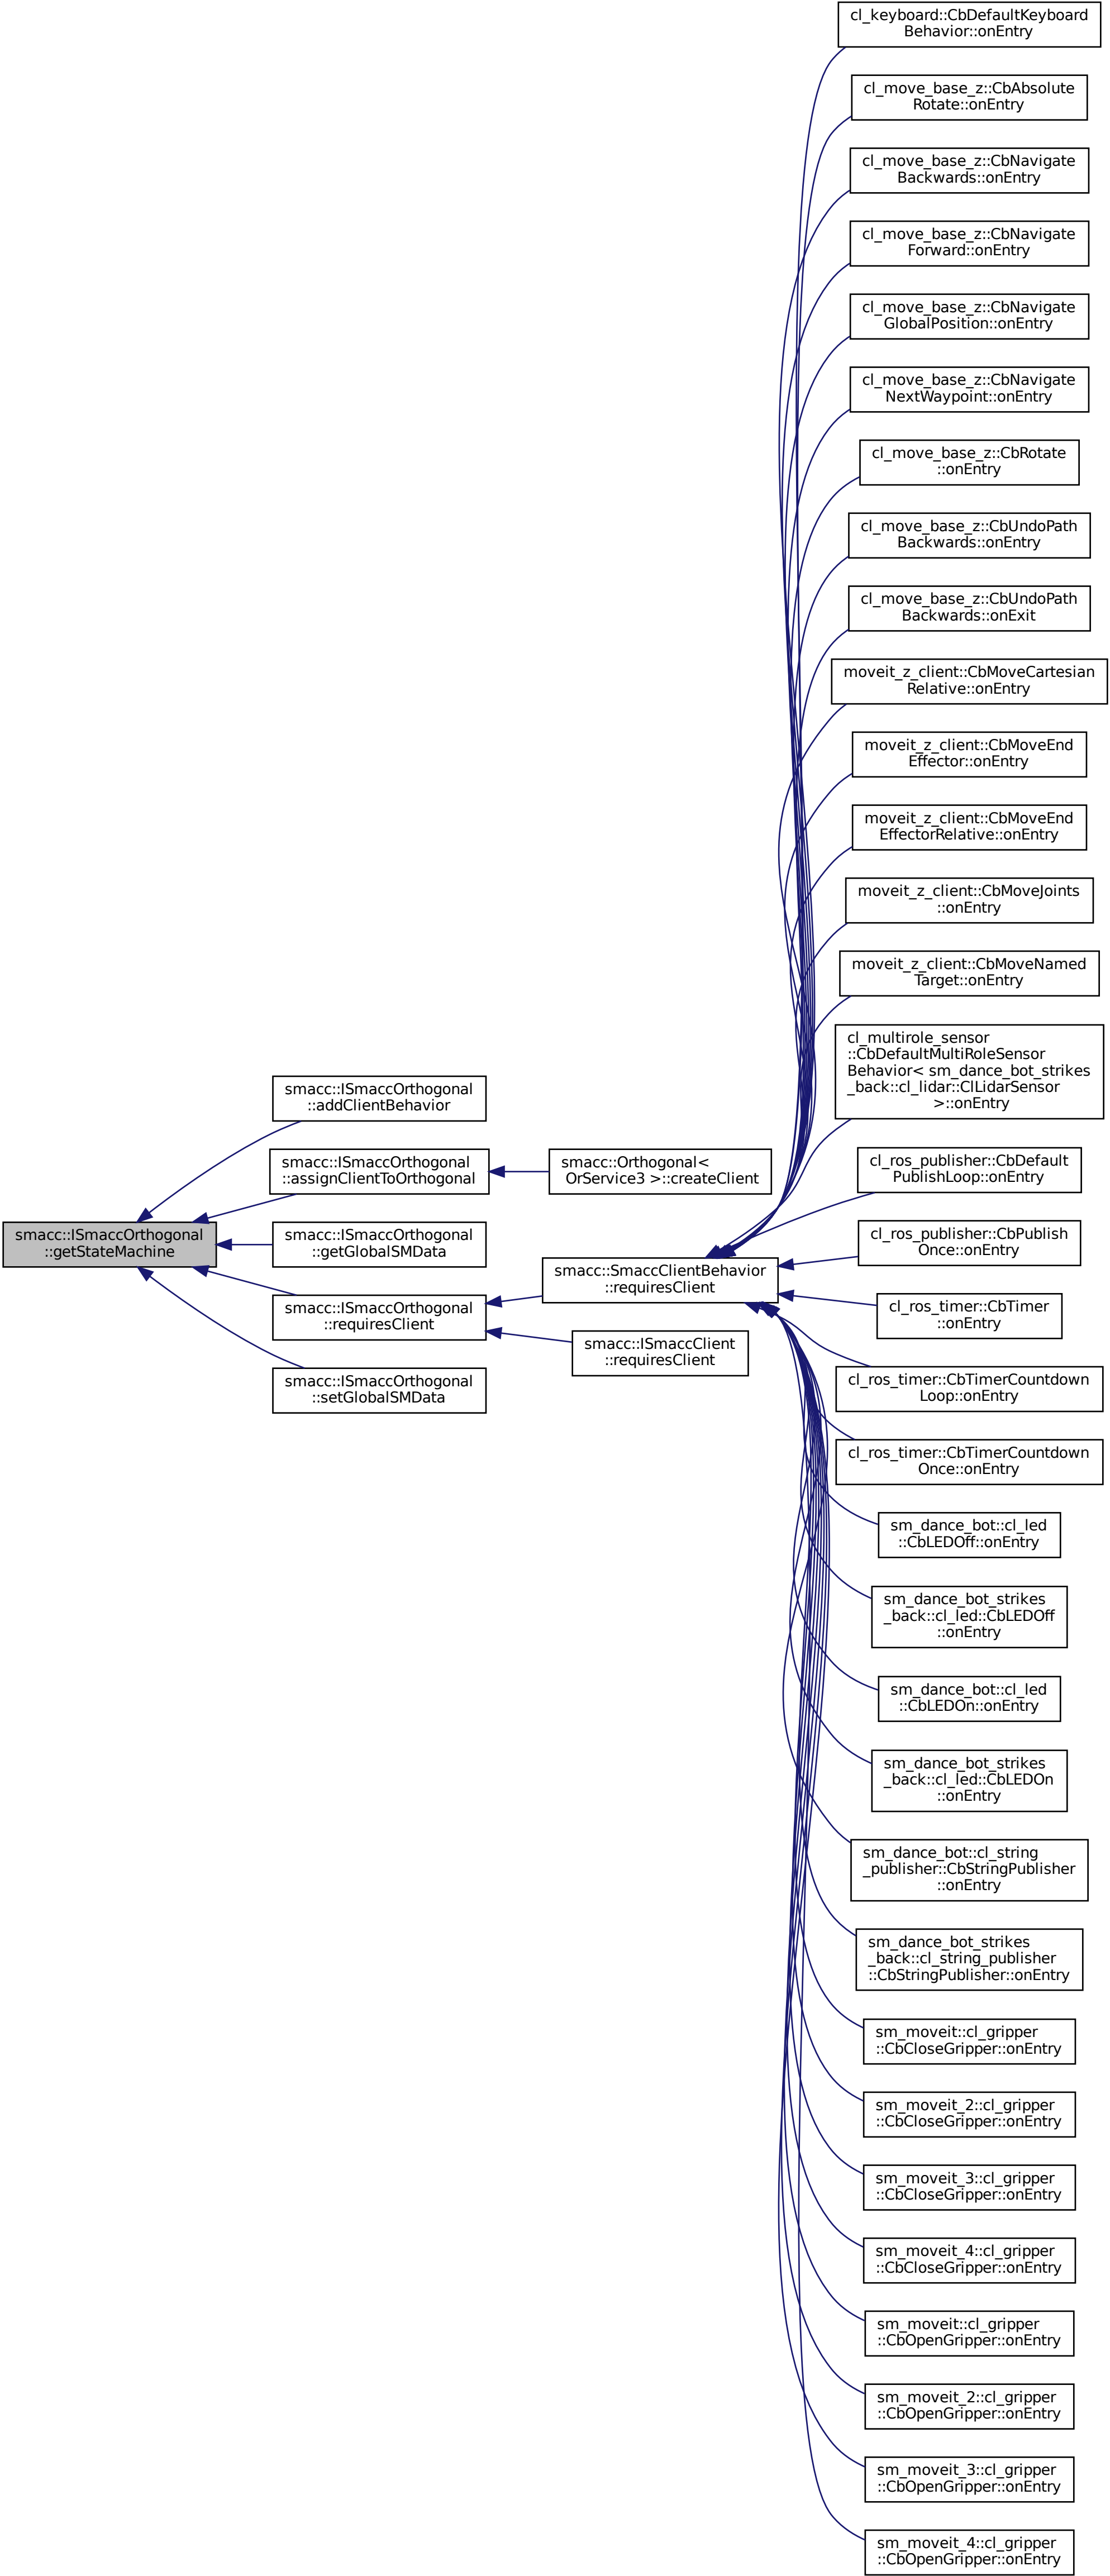 smacc::ISmaccOrthogonal
::getStateMachine
smacc::ISmaccOrthogonal
::addClientBehavior
smacc::ISmaccOrthogonal
::assignClientToOrthogonal
smacc::ISmaccOrthogonal
::getGlobalSMData
smacc::ISmaccOrthogonal
::requiresClient
smacc::ISmaccOrthogonal
::setGlobalSMData
smacc::Orthogonal<
OrService3 >::createClient
smacc::SmaccClientBehavior
::requiresClient
smacc::ISmaccClient
::requiresClient
cl_keyboard::CbDefaultKeyboard
Behavior::onEntry
cl_move_base_z::CbAbsolute
Rotate::onEntry
cl_move_base_z::CbNavigate
Backwards::onEntry
cl_move_base_z::CbNavigate
Forward::onEntry
cl_move_base_z::CbNavigate
GlobalPosition::onEntry
cl_move_base_z::CbNavigate
NextWaypoint::onEntry
cl_move_base_z::CbRotate
::onEntry
cl_move_base_z::CbUndoPath
Backwards::onEntry
cl_move_base_z::CbUndoPath
Backwards::onExit
moveit_z_client::CbMoveCartesian
Relative::onEntry
moveit_z_client::CbMoveEnd
Effector::onEntry
moveit_z_client::CbMoveEnd
EffectorRelative::onEntry
moveit_z_client::CbMoveJoints
::onEntry
moveit_z_client::CbMoveNamed
Target::onEntry
cl_multirole_sensor
::CbDefaultMultiRoleSensor
Behavior< sm_dance_bot_strikes
_back::cl_lidar::ClLidarSensor
>::onEntry
cl_ros_publisher::CbDefault
PublishLoop::onEntry
cl_ros_publisher::CbPublish
Once::onEntry
cl_ros_timer::CbTimer
::onEntry
cl_ros_timer::CbTimerCountdown
Loop::onEntry
cl_ros_timer::CbTimerCountdown
Once::onEntry
sm_dance_bot::cl_led
::CbLEDOff::onEntry
sm_dance_bot_strikes
_back::cl_led::CbLEDOff
::onEntry
sm_dance_bot::cl_led
::CbLEDOn::onEntry
sm_dance_bot_strikes
_back::cl_led::CbLEDOn
::onEntry
sm_dance_bot::cl_string
_publisher::CbStringPublisher
::onEntry
sm_dance_bot_strikes
_back::cl_string_publisher
::CbStringPublisher::onEntry
sm_moveit::cl_gripper
::CbCloseGripper::onEntry
sm_moveit_2::cl_gripper
::CbCloseGripper::onEntry
sm_moveit_3::cl_gripper
::CbCloseGripper::onEntry
sm_moveit_4::cl_gripper
::CbCloseGripper::onEntry
sm_moveit::cl_gripper
::CbOpenGripper::onEntry
sm_moveit_2::cl_gripper
::CbOpenGripper::onEntry
sm_moveit_3::cl_gripper
::CbOpenGripper::onEntry
sm_moveit_4::cl_gripper
::CbOpenGripper::onEntry